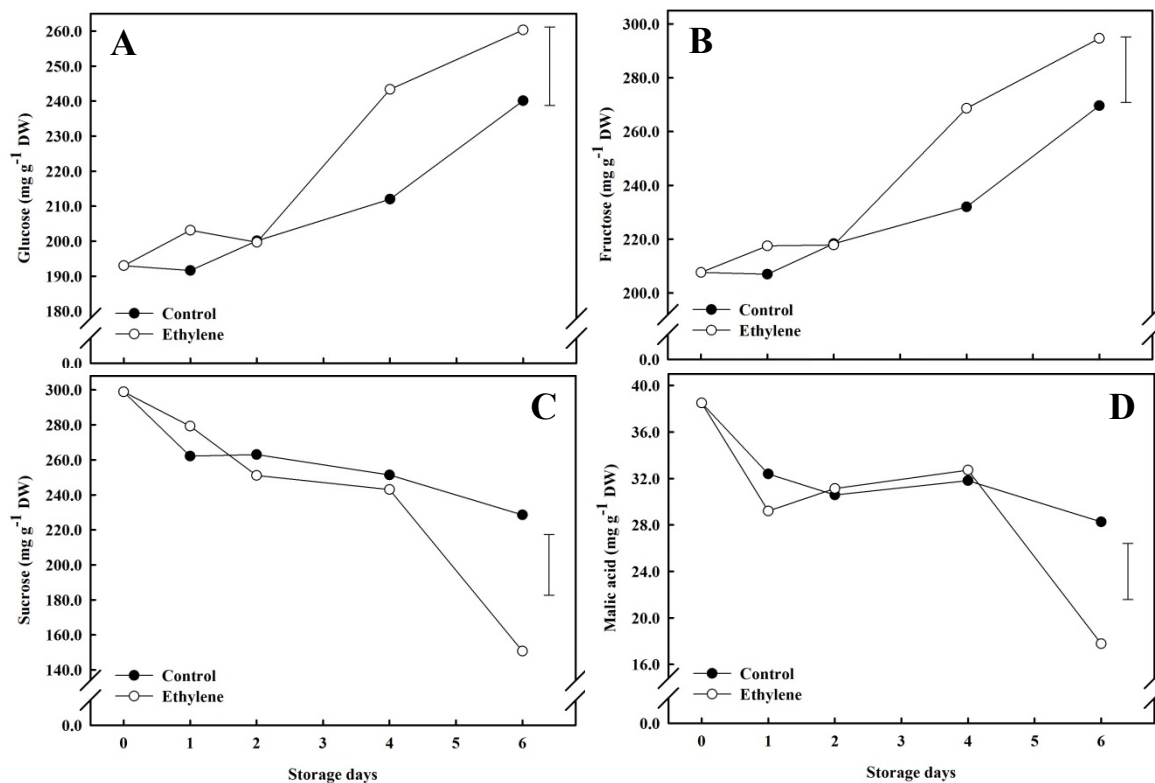 A
Glucose (mg g-1 DW)
260.0
250.0
240.0
230.0
220.0
210.0
200.0
190.0
180.0
0.0
Control
Ethylene
B
Fructose (mg g-1 DW)
300.0
280.0
260.0
240.0
220.0
200.0
0.0
Control
Ethylene
C
Sucrose (mg g-1 DW)
300.0
280.0
260.0
240.0
220.0
200.0
180.0
160.0
140.0
0.0
Control
Ethylene
0 1 2 4 6
Storage days
D
Malic acid (mg g-1 DW)
40.0
36.0
32.0
28.0
24.0
20.0
16.0
0.0
Control
Ethylene
0 1 2 4 6
Storage days